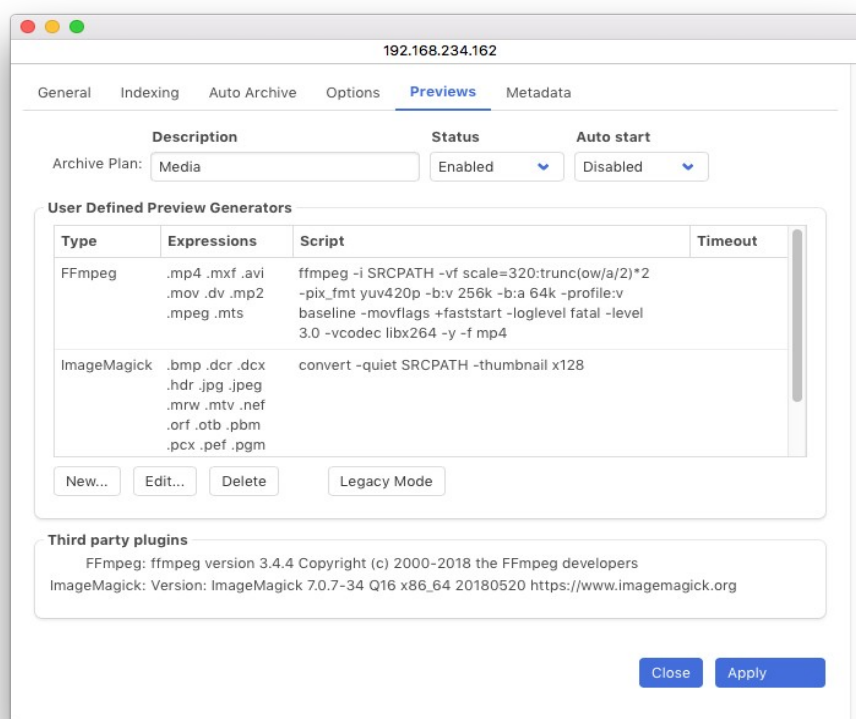 192.168.234.162
General Indexing Auto Archive Options Previews Metadata
Description Status Auto start
Archive Plan: Media Enabled Disabled
User Defined Preview Generators
Type Expressions Script Timeout
FFmpeg .mp4 .mxf .avi ffmpeg -i SRCPATH -vf scale=320:trunc(ow/a/2)*2
.mov .dv .mp2 -pix_fmt yuv420p -b:v 256k -b:a 64k -profile:v
.mpeg .mts baseline -movflags +faststart -loglevel fatal -level
3.0 -vcodec libx264 -y -f mp4
ImageMagick .bmp .dcr .dcx convert -quiet SRCPATH -thumbnail x128
.hdr .jpg .jpeg
.mrw .mtv .nef
.orf .otb .pbm
.pcx .pef .pgm
New... Edit... Delete Legacy Mode
Third party plugins
FFmpeg: ffmpeg version 3.4.4 Copyright (c) 2000-2018 the FFmpeg developers
ImageMagick: Version: ImageMagick 7.0.7-34 Q16 x86_64 20180520 https://www.imagemagick.org
Close Apply